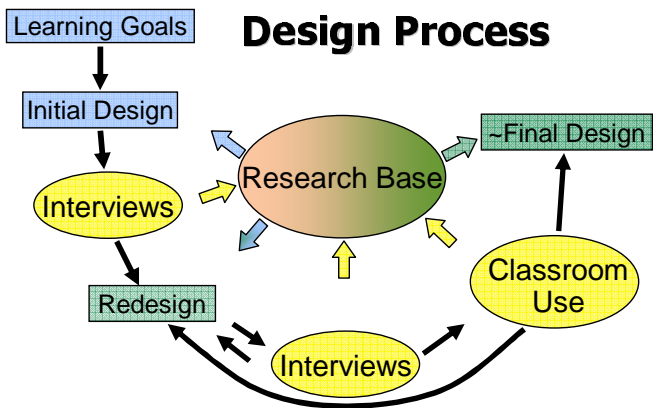 Design Process
Learning Goals
Initial Design
~Final Design
Research Base
Interviews
Classroom
Use
Redesign
Interviews